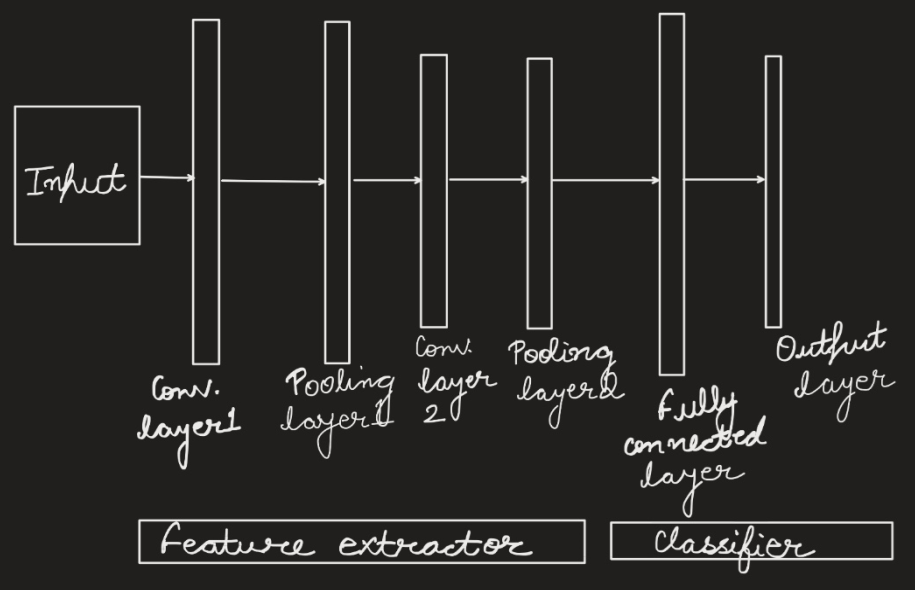 Input
Conv.
layer1
Pooling
layer1
Conv.
layer
2
Pooling
layer2
Fully
connected
layer
Output
layer
Feature extractor
Classifier